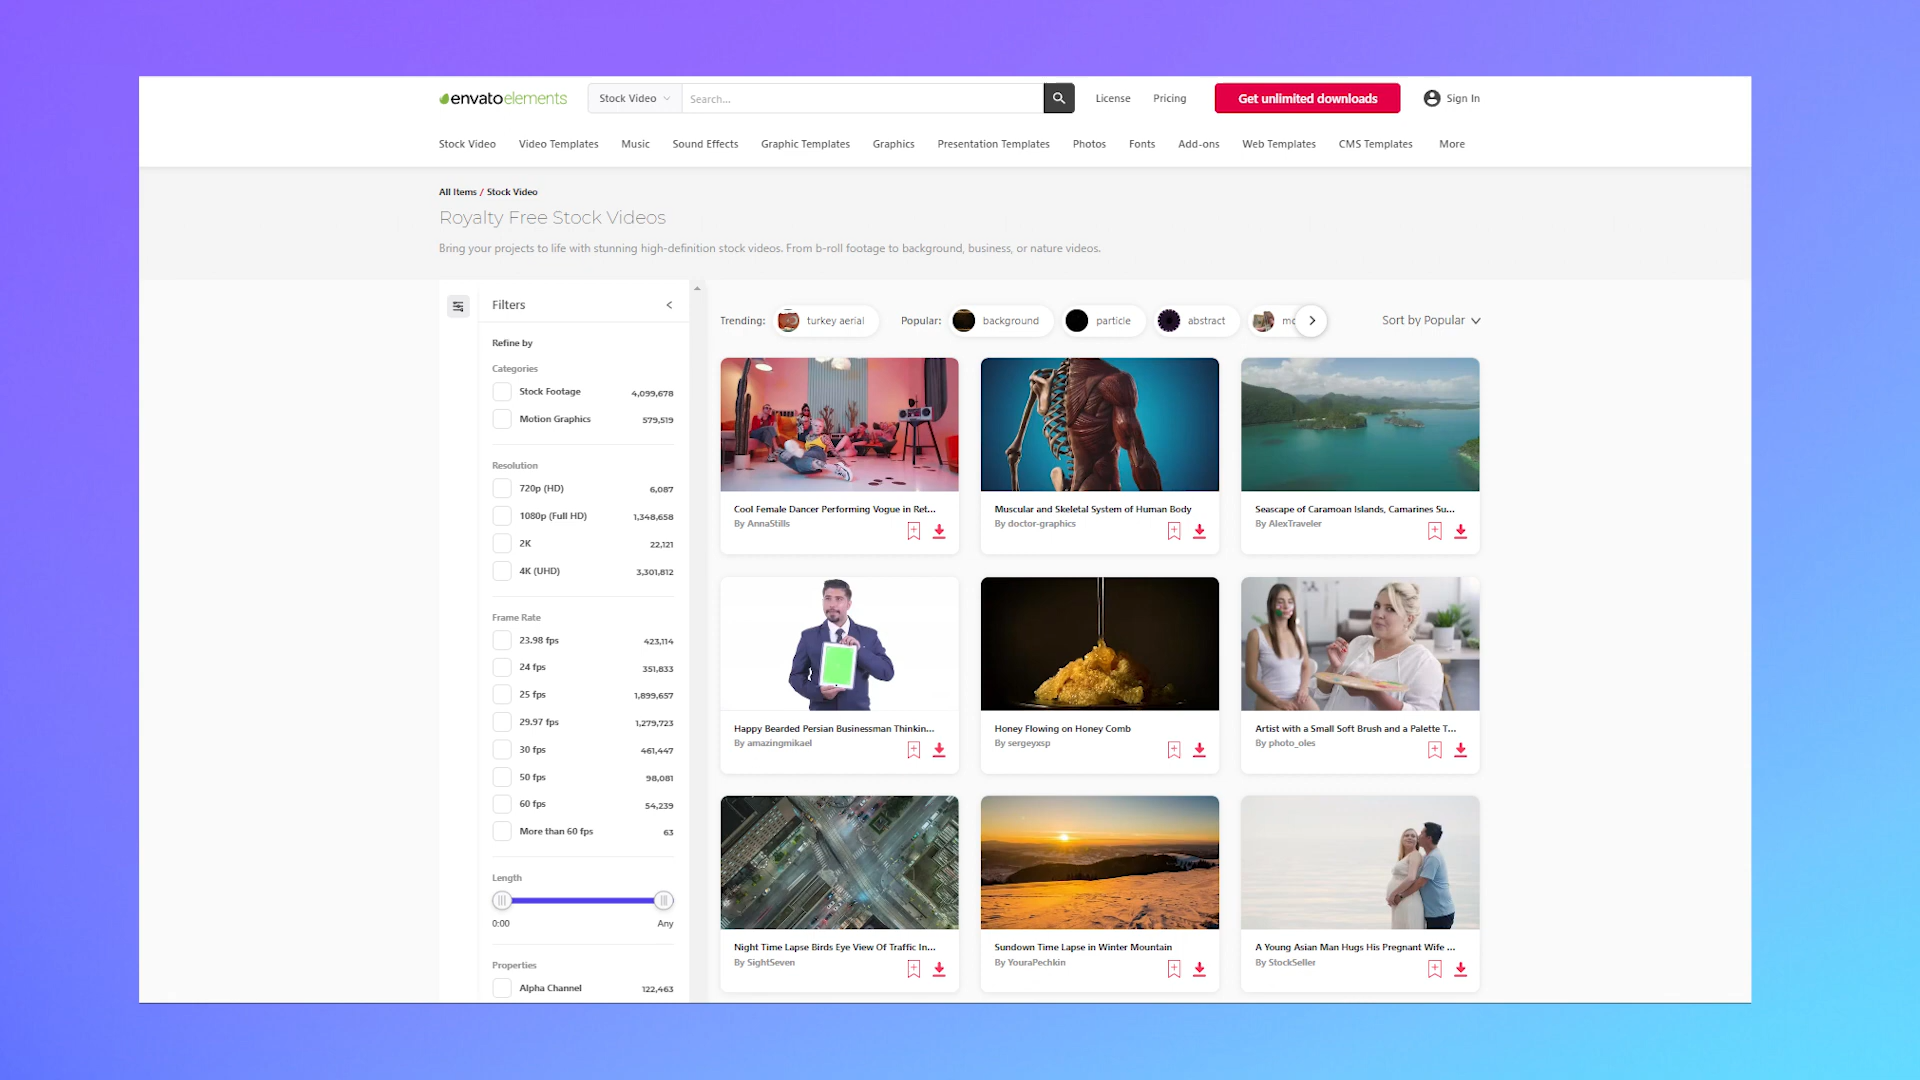 envatoelements
Stock Video
Search...
License
Pricing
Get unlimited downloads
Sign In
Stock Video
Video Templates
Music
Sound Effects
Graphic Templates
Graphics
Presentation Templates
Photos
Fonts
Add-ons
Web Templates
CMS Templates
More
All Items / Stock Video
Royalty Free Stock Videos
Bring your projects to life with stunning high-definition stock videos. From b-roll footage to background, business, or nature videos.
Filters
Refine by
Categories
Stock Footage 4,099,678
Motion Graphics 579,519
Resolution
720p (HD) 6,087
1080p (Full HD) 1,348,658
2K 22,121
4K (UHD) 3,301,812
Frame Rate
23.98 fps 423,114
24 fps 351,833
25 fps 1,899,657
29.97 fps 1,279,723
30 fps 461,447
50 fps 98,081
60 fps 54,239
More than 60 fps 63
Length
0:00 Any
Properties
Alpha Channel 122,463
Trending: turkey aerial Popular: background particle abstract mo
Sort by Popular
Cool Female Dancer Performing Vogue in Ret...
By AnnaStills
Muscular and Skeletal System of Human Body
By doctor-graphics
Seascape of Caramoan Islands, Camarines Su...
By AlexTraveler
Happy Bearded Persian Businessman Thinkin...
By amazingmikael
Honey Flowing on Honey Comb
By sergeyxsp
Artist with a Small Soft Brush and a Palette T...
By photo_oles
Night Time Lapse Birds Eye View Of Traffic In...
By SightSeven
Sundown Time Lapse in Winter Mountain
By YouraPechkin
A Young Asian Man Hugs His Pregnant Wife ...
By StockSeller